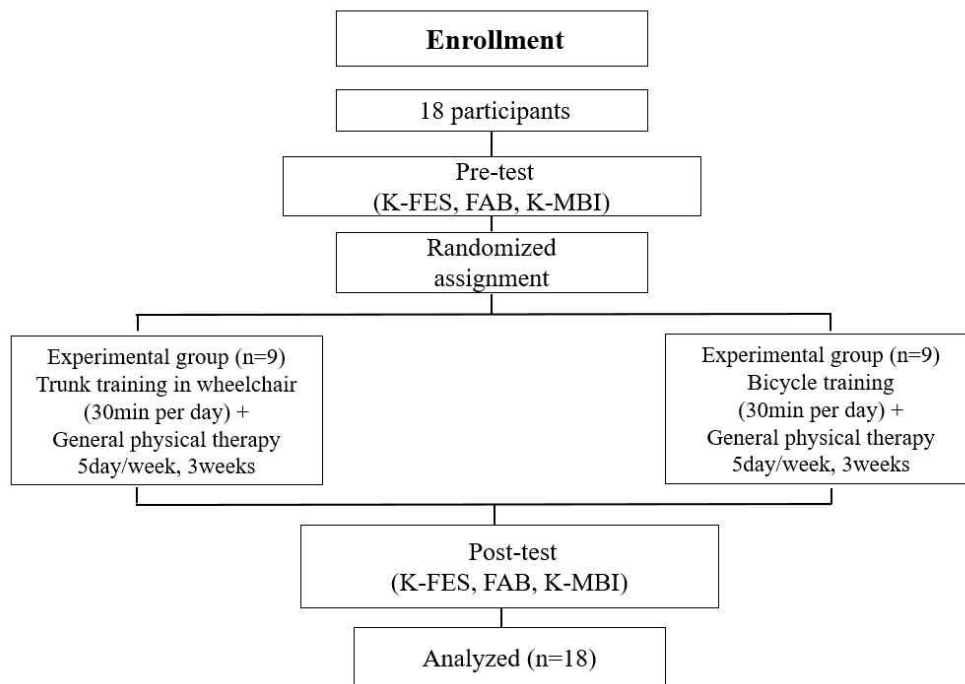 Enrollment
18 participants
Pre-test
(K-FES, FAB, K-MBI)
Randomized
assignment
Experimental group (n=9)
Trunk training in wheelchair
(30min per day) +
General physical therapy
5day/week, 3weeks
Experimental group (n=9)
Bicycle training
(30min per day) +
General physical therapy
5day/week, 3weeks
Post-test
(K-FES, FAB, K-MBI)
Analyzed (n=18)